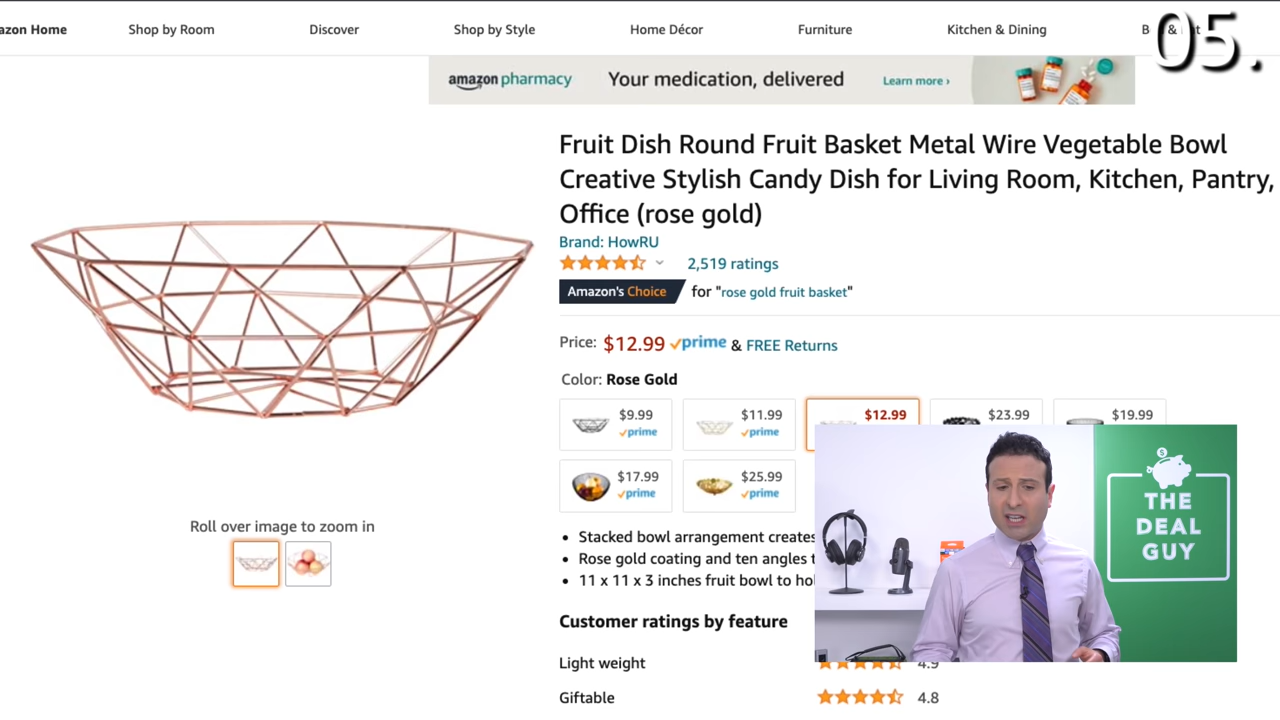 azon Home Shop by Room Discover Shop by Style Home Décor Furniture Kitchen & Dining
05.
amazon pharmacy Your medication, delivered Learn more ›
Fruit Dish Round Fruit Basket Metal Wire Vegetable Bowl
Creative Stylish Candy Dish for Living Room, Kitchen, Pantry,
Office (rose gold)
Brand: HowRU
2,519 ratings
Amazon's Choice for "rose gold fruit basket"
Price: $12.99 prime & FREE Returns
Color: Rose Gold
$9.99 $11.99 $12.99 $23.99 $19.99
prime prime
$17.99 $25.99
prime prime
Roll over image to zoom in
• Stacked bowl arrangement creates
• Rose gold coating and ten angles
• 11 x 11 x 3 inches fruit bowl to
Customer ratings by feature
Light weight 4.9
Giftable 4.8
THE
DEAL
GUY